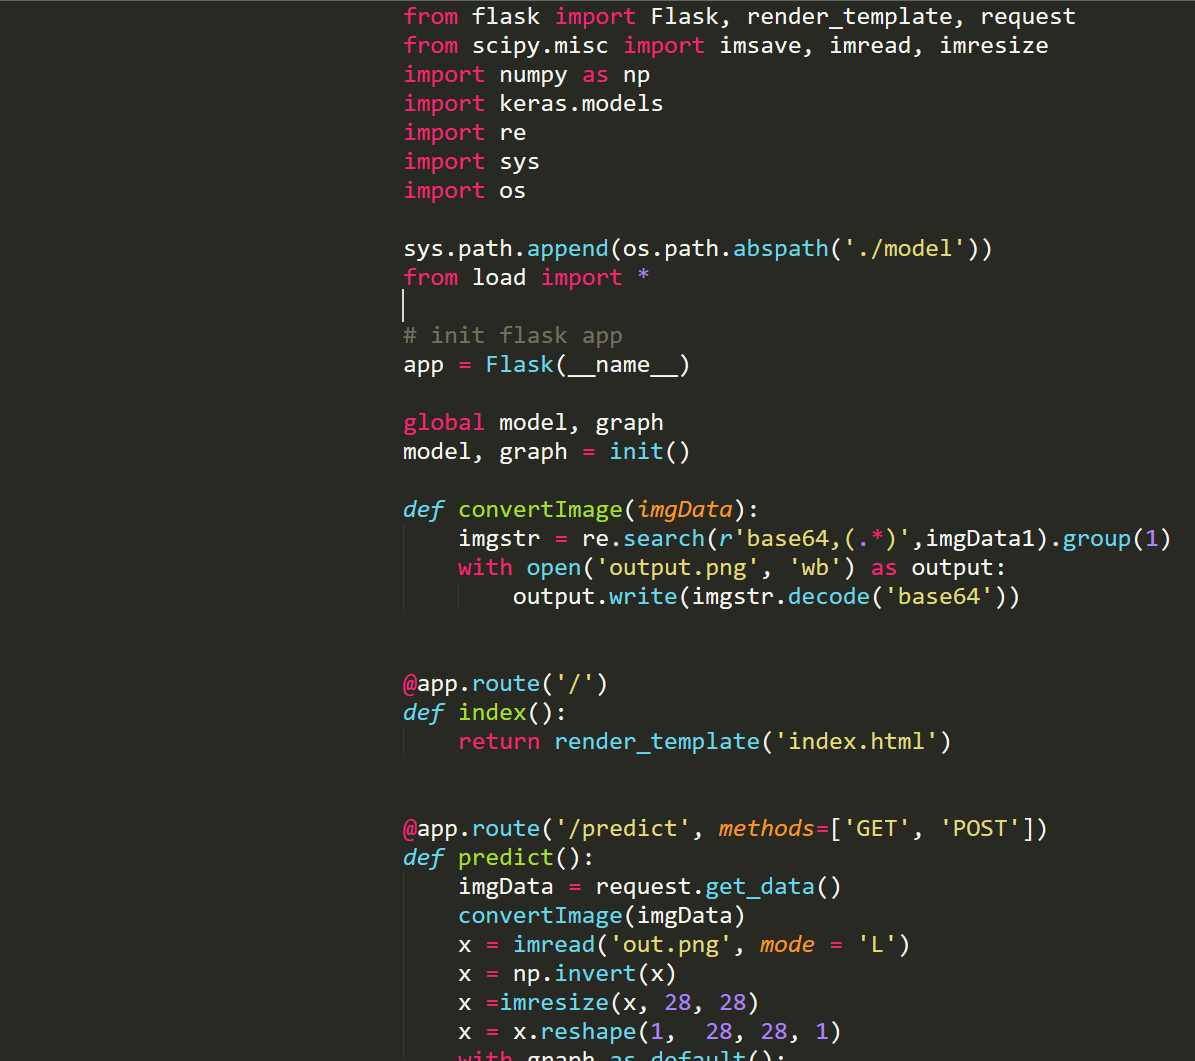 from flask import Flask, render_template, request
from scipy.misc import imsave, imread, imresize
import numpy as np
import keras.models
import re
import sys
import os
sys.path.append(os.path.abspath('./model'))
from load import *
# init flask app
app = Flask(__name__)
global model, graph
model, graph = init()
def convertImage(imgData):
    imgstr = re.search(r'base64,(.*)',imgData1).group(1)
    with open('output.png', 'wb') as output:
        output.write(imgstr.decode('base64'))
@app.route('/')
def index():
    return render_template('index.html')
@app.route('/predict', methods=['GET', 'POST'])
def predict():
    imgData = request.get_data()
    convertImage(imgData)
    x = imread('out.png', mode = 'L')
    x = np.invert(x)
    x =imresize(x, 28, 28)
    x = x.reshape(1,  28, 28, 1)
    with graph as default():